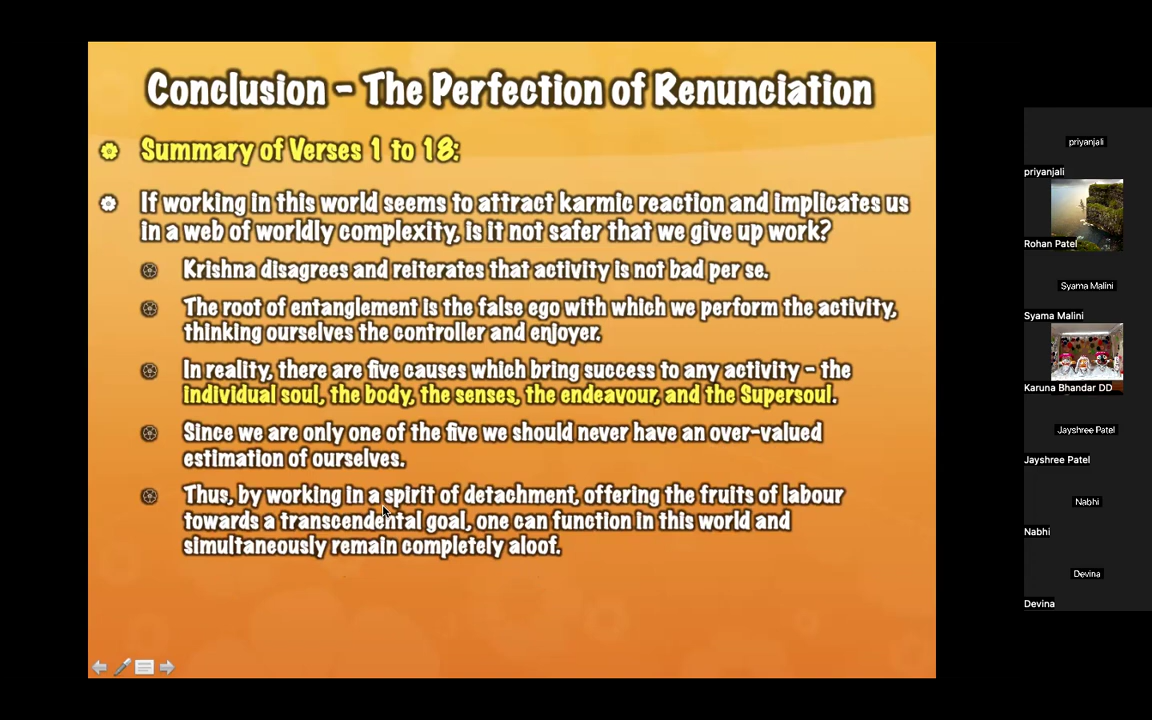 Conclusion - The Perfection of Renunciation
Summary of Verses 1 to 18:
If working in this world seems to attract karmic reaction and implicates us
in a web of worldly complexity, is it not safer that we give up work?
Krishna disagrees and reiterates that activity is not bad per se.
The root of entanglement is the false ego with which we perform the activity,
thinking ourselves the controller and enjoyer.
In reality, there are five causes which bring success to any activity – the
individual soul, the body, the senses, the endeavour, and the Supersoul.
Since we are only one of the five we should never have an over-valued
estimation of ourselves.
Thus, by working in a spirit of detachment, offering the fruits of labour
towards a transcendental goal, one can function in this world and
simultaneously remain completely aloof.
priyanjali
priyanjali
Rohan Patel
Syama Malini
Syama Malini
Karuna Bhandar DD
Jayshree Patel
Jayshree Patel
Nabhi
Nabhi
Devina
Devina